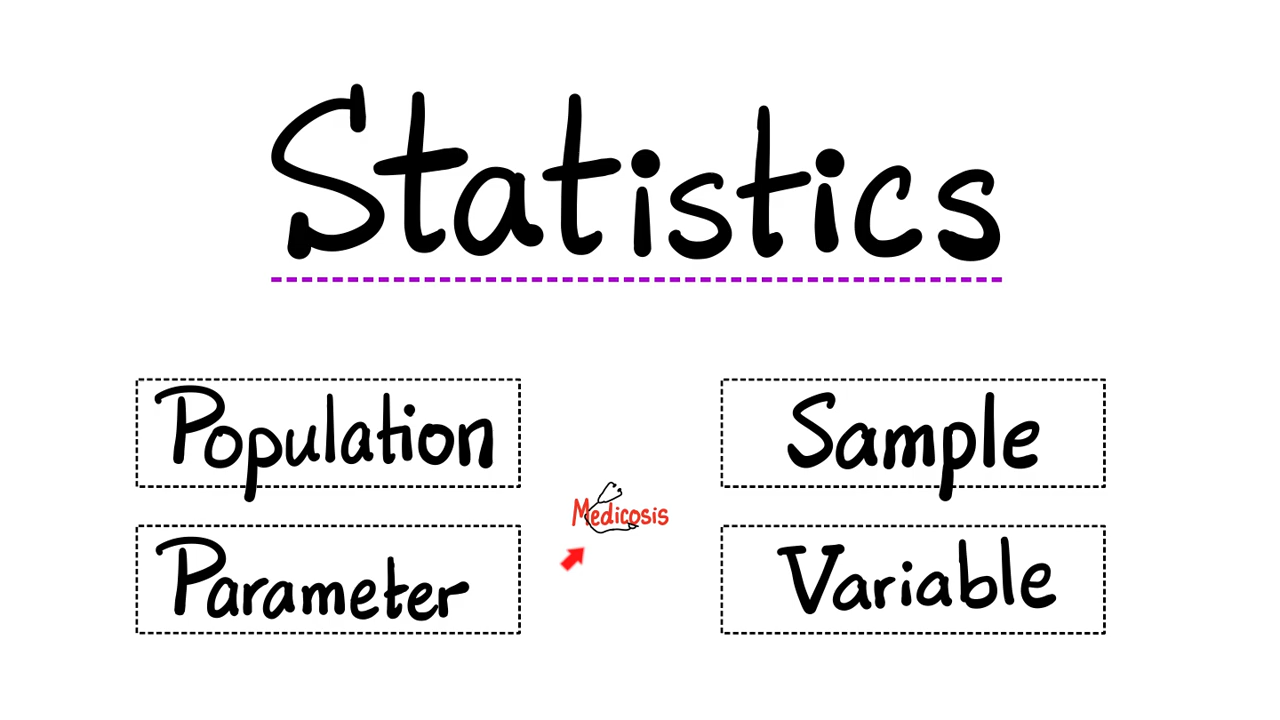 Statistics
Population
Sample
Medicosis
Parameter
Variable